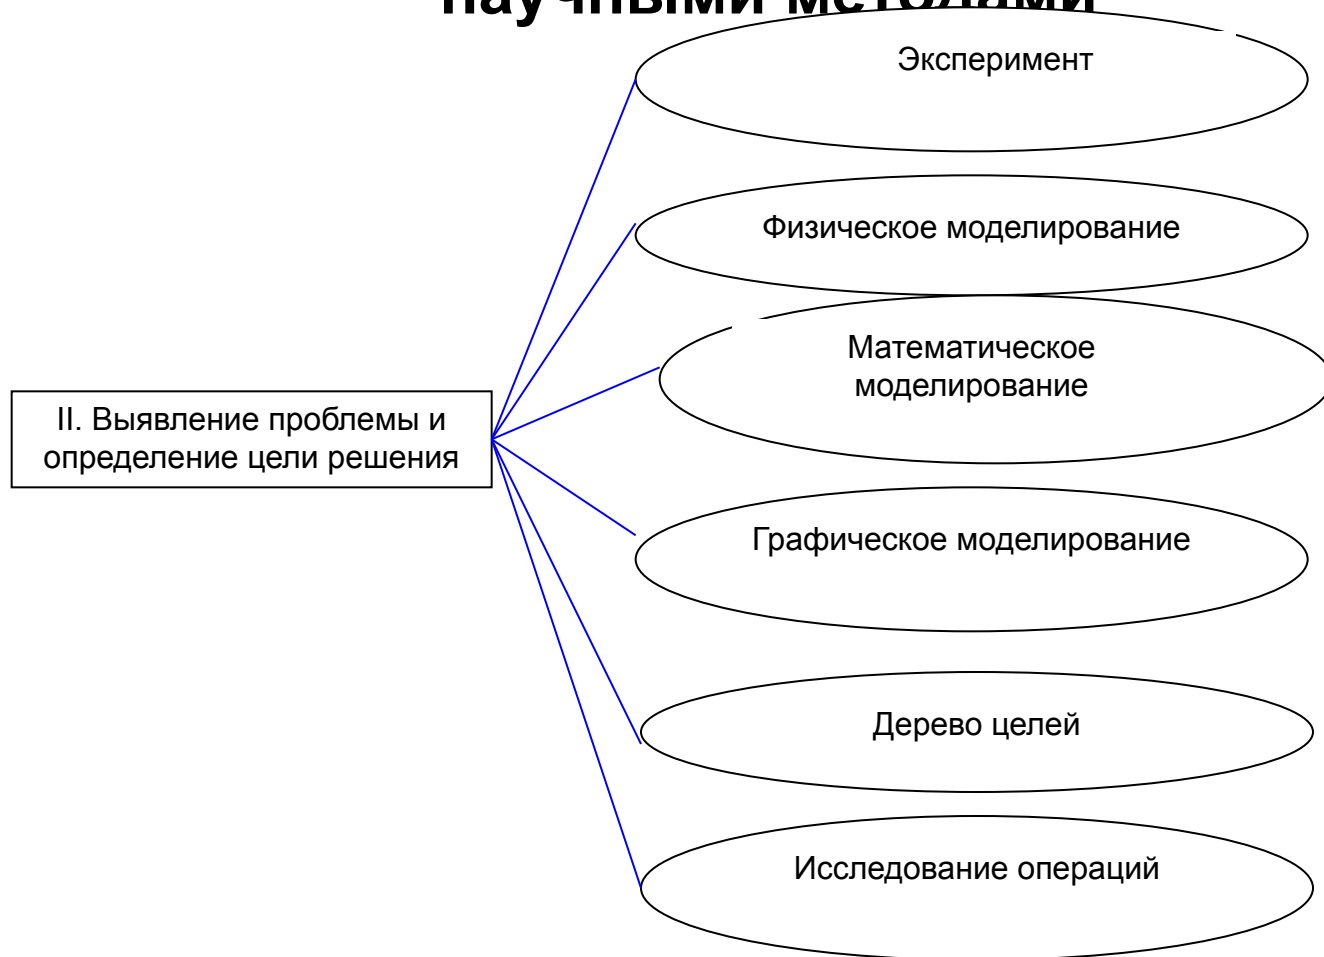 научными методами
Эксперимент
Физическое моделирование
Математическое
моделирование
II. Выявление проблемы и
определение цели решения
Графическое моделирование
Дерево целей
Исследование операций